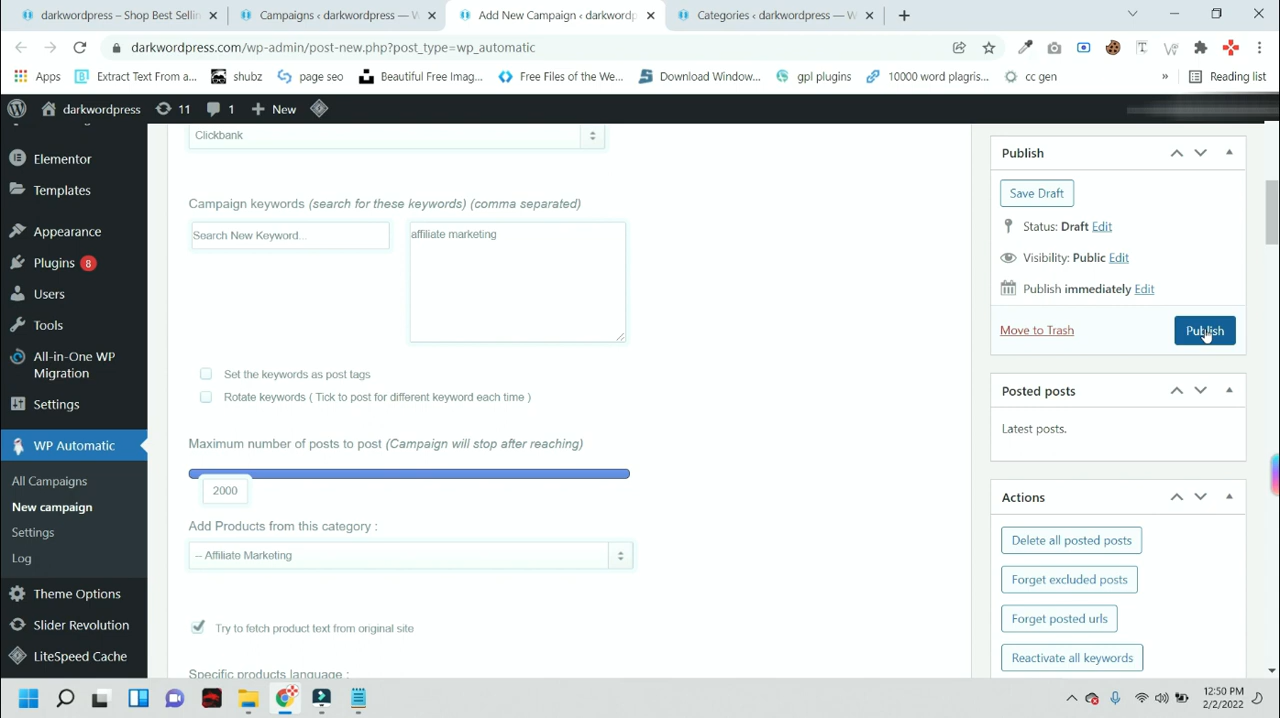 darkwordpress – Shop Best Sellin
Campaigns ‹ darkwordpress — W
Add New Campaign ‹ darkwordp
Categories ‹ darkwordpress — W
darkwordpress.com/wp-admin/post-new.php?post_type=wp_automatic
Apps
Extract Text From a...
shubz
page seo
Beautiful Free Imag...
Free Files of the We...
Download Window...
gpl plugins
10000 word plagris...
cc gen
»
Reading list
darkwordpress
11
1
+ New
Elementor
Templates
Appearance
Plugins 8
Users
Tools
All-in-One WP
Migration
Settings
WP Automatic
All Campaigns
New campaign
Settings
Log
Theme Options
Slider Revolution
LiteSpeed Cache
Clickbank
Campaign keywords (search for these keywords) (comma separated)
Search New Keyword...
affiliate marketing
Set the keywords as post tags
Rotate keywords ( Tick to post for different keyword each time )
Maximum number of posts to post (Campaign will stop after reaching)
2000
Add Products from this category :
-- Affiliate Marketing
Try to fetch product text from original site
Specific products language :
Publish
Save Draft
Status: Draft Edit
Visibility: Public Edit
Publish immediately Edit
Move to Trash
Publish
Posted posts
Latest posts.
Actions
Delete all posted posts
Forget excluded posts
Forget posted urls
Reactivate all keywords
12:50 PM
2/2/2022